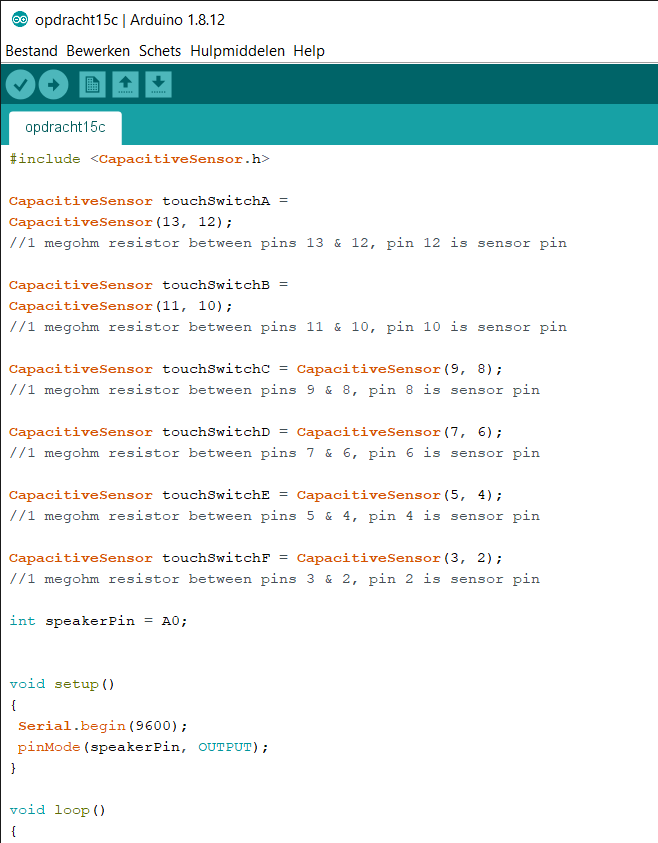 opdracht15c | Arduino 1.8.12
Bestand Bewerken Schets Hulpmiddelen Help
opdracht15c
#include <CapacitiveSensor.h>
CapacitiveSensor touchSwitchA =
CapacitiveSensor(13, 12);
//1 megohm resistor between pins 13 & 12, pin 12 is sensor pin
CapacitiveSensor touchSwitchB =
CapacitiveSensor(11, 10);
//1 megohm resistor between pins 11 & 10, pin 10 is sensor pin
CapacitiveSensor touchSwitchC = CapacitiveSensor(9, 8);
//1 megohm resistor between pins 9 & 8, pin 8 is sensor pin
CapacitiveSensor touchSwitchD = CapacitiveSensor(7, 6);
//1 megohm resistor between pins 7 & 6, pin 6 is sensor pin
CapacitiveSensor touchSwitchE = CapacitiveSensor(5, 4);
//1 megohm resistor between pins 5 & 4, pin 4 is sensor pin
CapacitiveSensor touchSwitchF = CapacitiveSensor(3, 2);
//1 megohm resistor between pins 3 & 2, pin 2 is sensor pin
int speakerPin = A0;
void setup()
{
Serial.begin(9600);
pinMode(speakerPin, OUTPUT);
}
void loop()
{